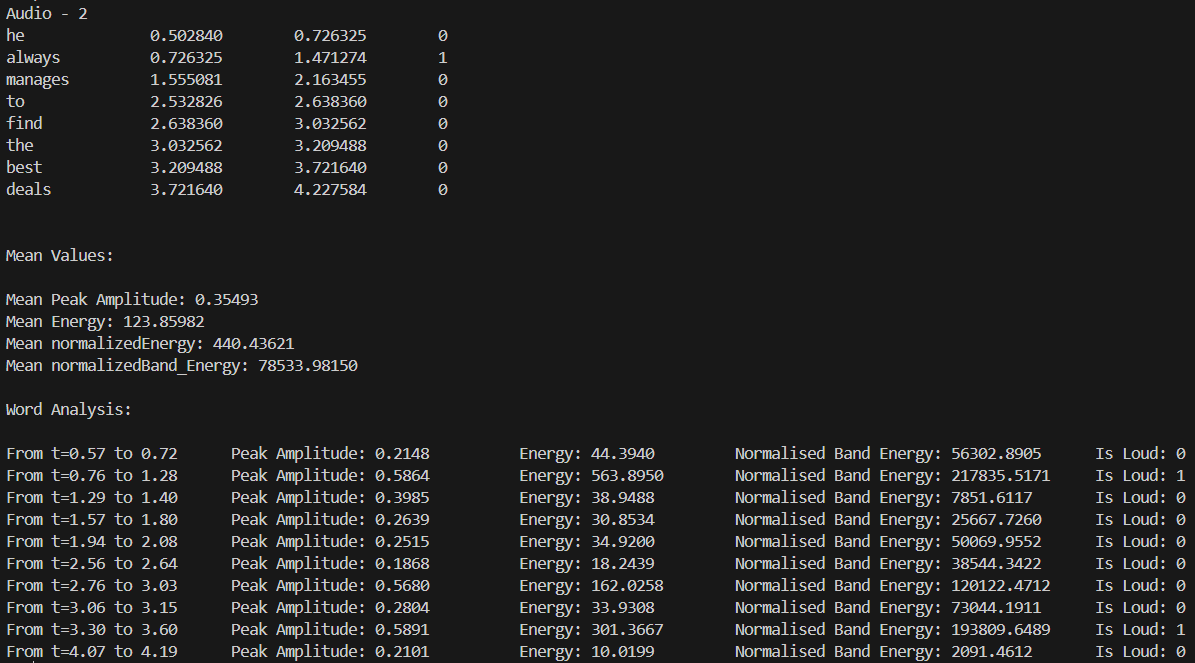 Audio - 2
he 0.502840 0.726325 0
always 0.726325 1.471274 1
manages 1.555081 2.163455 0
to 2.532826 2.638360 0
find 2.638360 3.032562 0
the 3.032562 3.209488 0
best 3.209488 3.721640 0
deals 3.721640 4.227584 0
Mean Values:
Mean Peak Amplitude: 0.35493
Mean Energy: 123.85982
Mean normalizedEnergy: 440.43621
Mean normalizedBand_Energy: 78533.98150
Word Analysis:
From t=0.57 to 0.72 Peak Amplitude: 0.2148 Energy: 44.3940 Normalised Band Energy: 56302.8905 Is Loud: 0
From t=0.76 to 1.28 Peak Amplitude: 0.5864 Energy: 563.8950 Normalised Band Energy: 217835.5171 Is Loud: 1
From t=1.29 to 1.40 Peak Amplitude: 0.3985 Energy: 38.9488 Normalised Band Energy: 7851.6117 Is Loud: 0
From t=1.57 to 1.80 Peak Amplitude: 0.2639 Energy: 30.8534 Normalised Band Energy: 25667.7260 Is Loud: 0
From t=1.94 to 2.08 Peak Amplitude: 0.2515 Energy: 34.9200 Normalised Band Energy: 50069.9552 Is Loud: 0
From t=2.56 to 2.64 Peak Amplitude: 0.1868 Energy: 18.2439 Normalised Band Energy: 38544.3422 Is Loud: 0
From t=2.76 to 3.03 Peak Amplitude: 0.5680 Energy: 162.0258 Normalised Band Energy: 120122.4712 Is Loud: 0
From t=3.06 to 3.15 Peak Amplitude: 0.2804 Energy: 33.9308 Normalised Band Energy: 73044.1911 Is Loud: 0
From t=3.30 to 3.60 Peak Amplitude: 0.5891 Energy: 301.3667 Normalised Band Energy: 193809.6489 Is Loud: 1
From t=4.07 to 4.19 Peak Amplitude: 0.2101 Energy: 10.0199 Normalised Band Energy: 2091.4612 Is Loud: 0